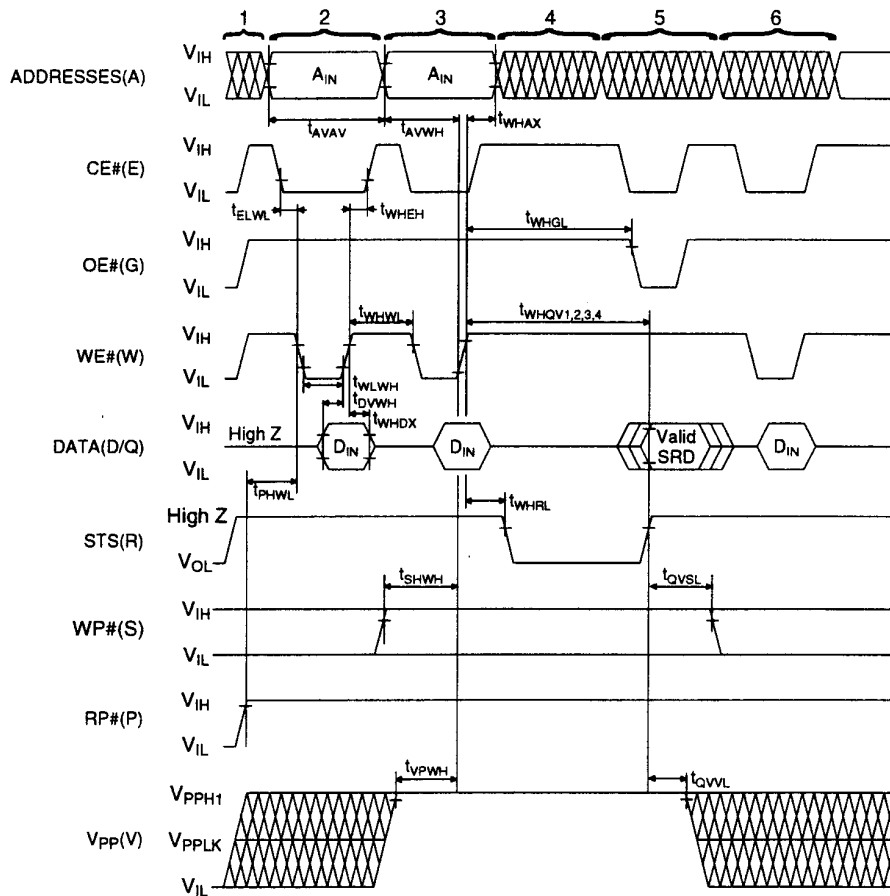 1 2 3 4 5 6
ADDRESSES(A) VIH AIN AIN
VIL
tAVAV tAVWH tWHAX
CE#(E) VIH
VIL
tELWL tWHEH tWHGL
OE#(G) VIH
VIL
tWHWL tWHQV1,2,3,4
WE#(W) VIH
VIL
tWLWH
tDVWH
tWHDX
DATA(D/Q) VIH High Z DIN DIN Valid SRD DIN
VIL
tPHWL tWHRL
STS(R) High Z
VOL
tSHWH tQVSL
WP#(S) VIH
VIL
RP#(P) VIH
VIL
tVPWH tQVVL
VPP(V) VPPH1
VPPLK
VIL